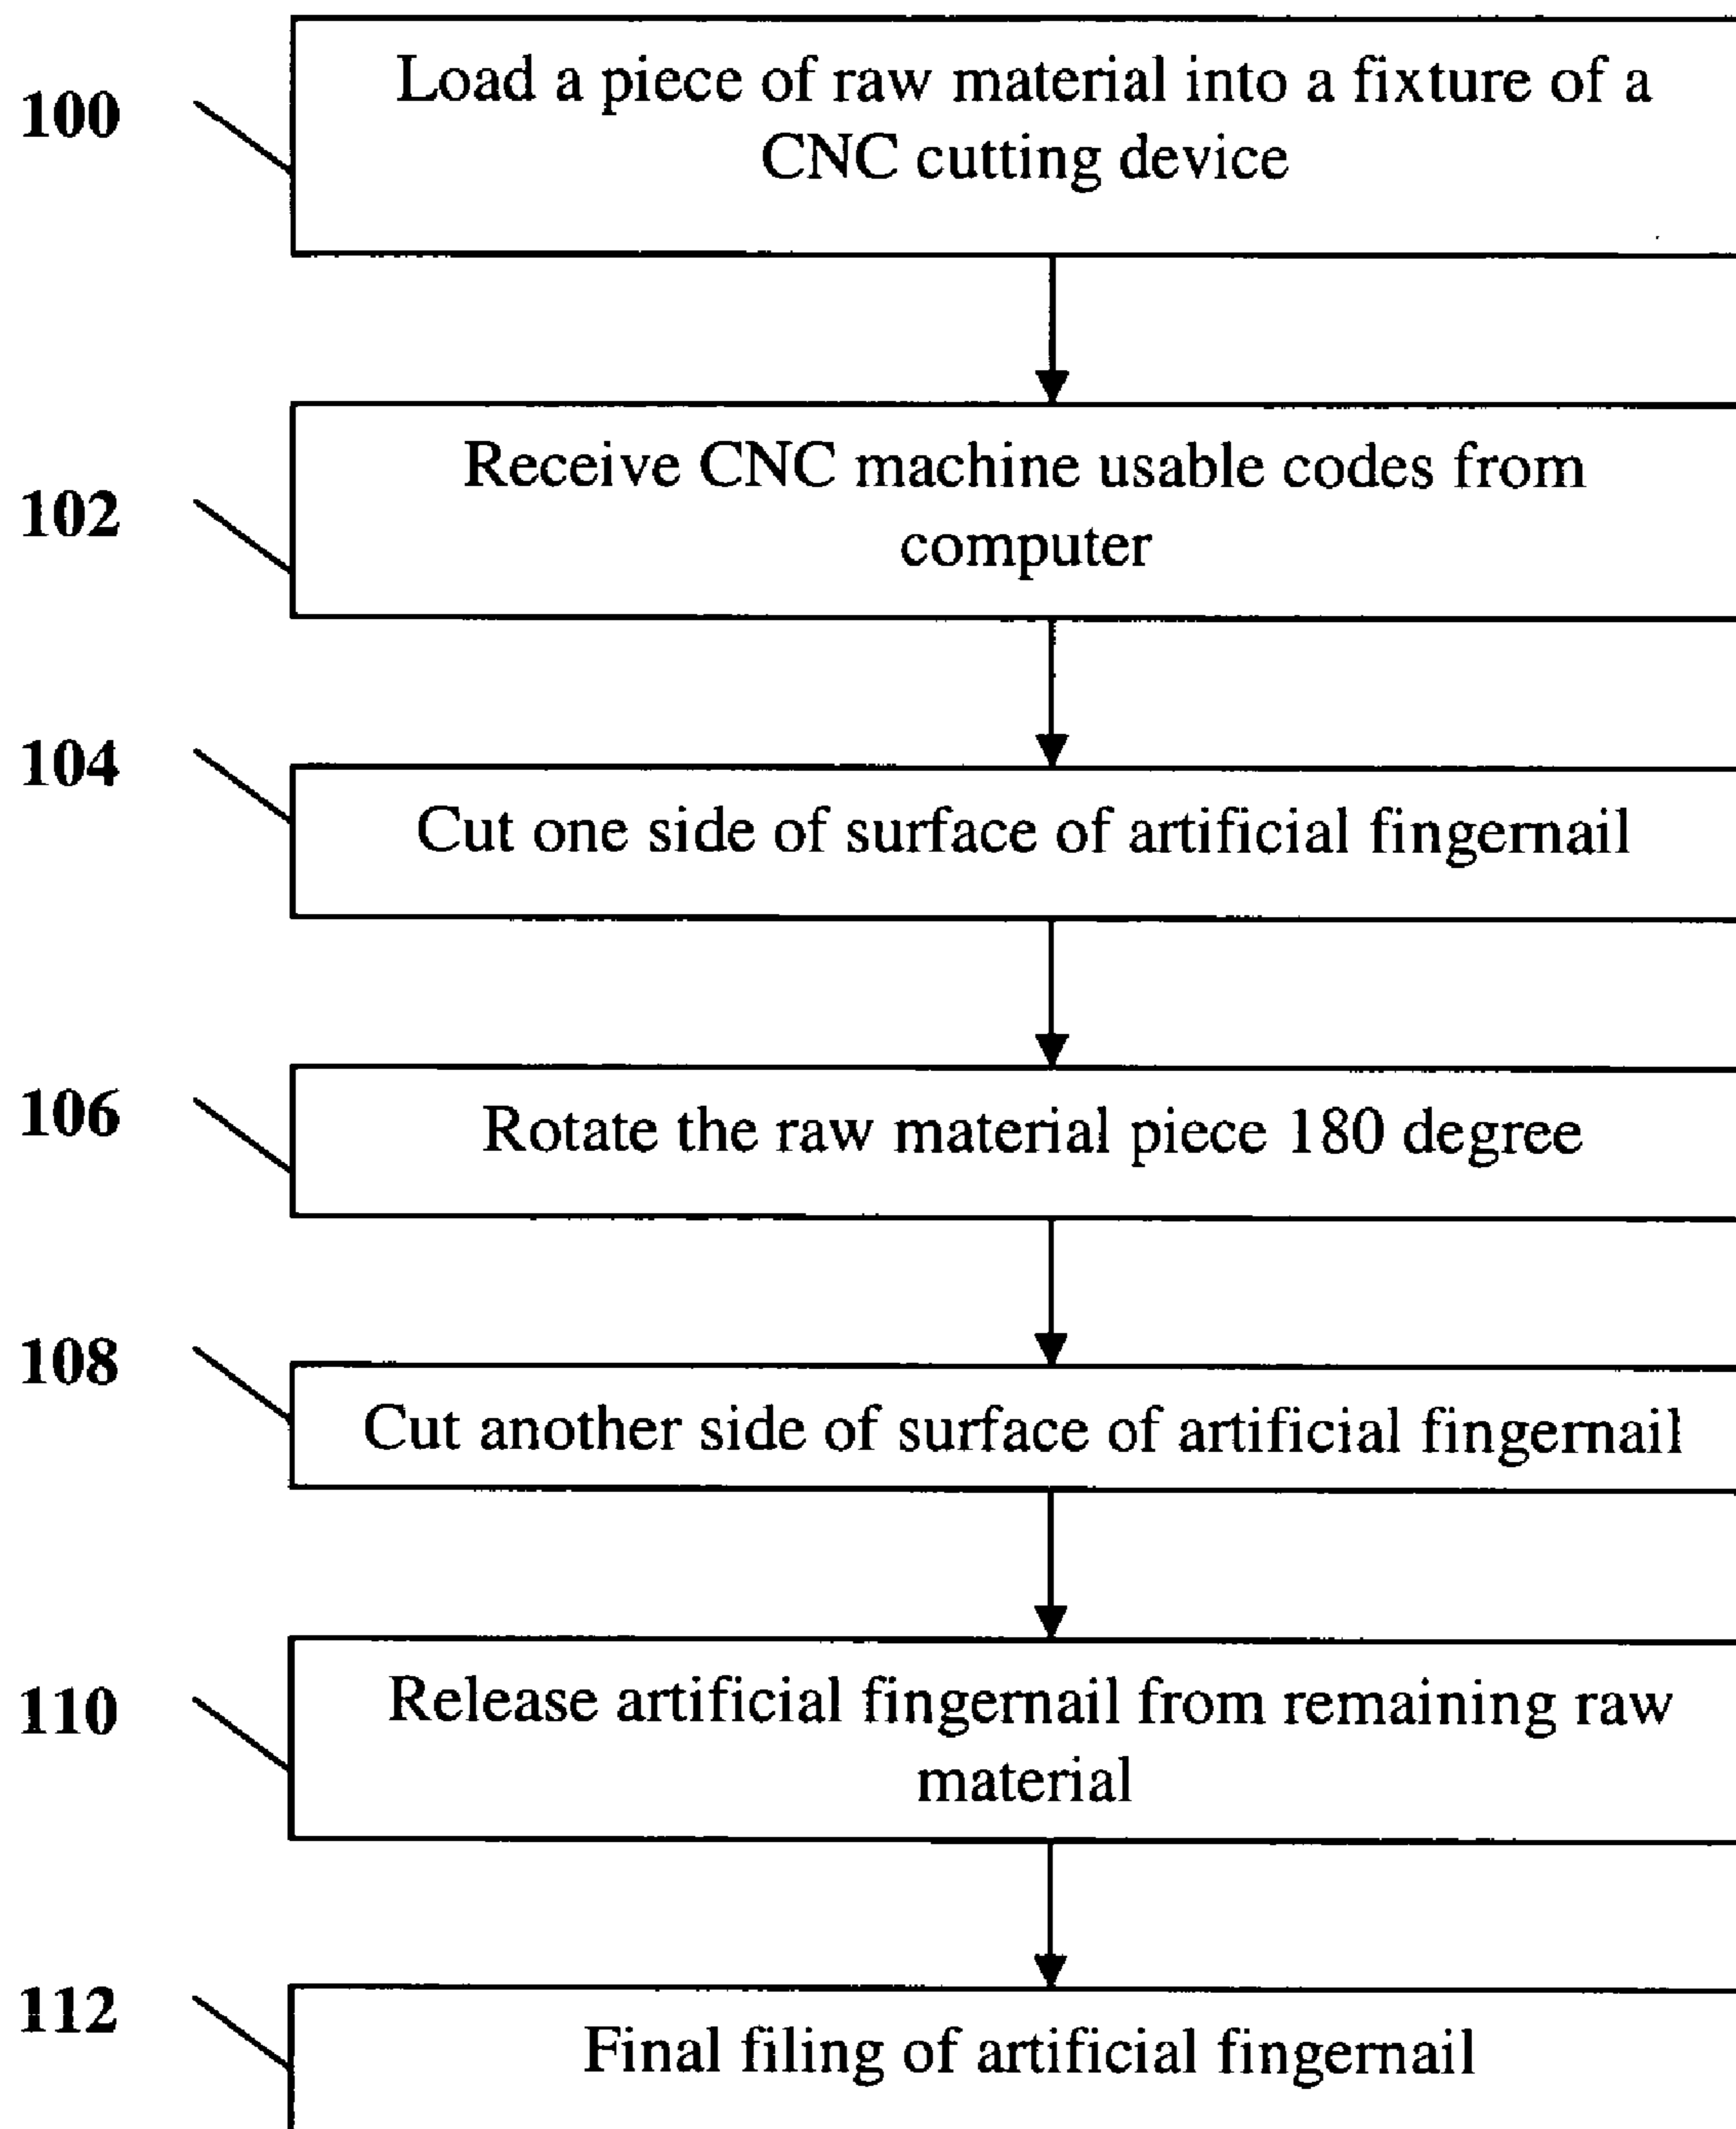 100
Load a piece of raw material into a fixture of a
CNC cutting device
102
Receive CNC machine usable codes from
computer
104
Cut one side of surface of artificial fingernail
106
Rotate the raw material piece 180 degree
108
Cut another side of surface of artificial fingernail
110
Release artificial fingernail from remaining raw
material
112
Final filing of artificial fingernail